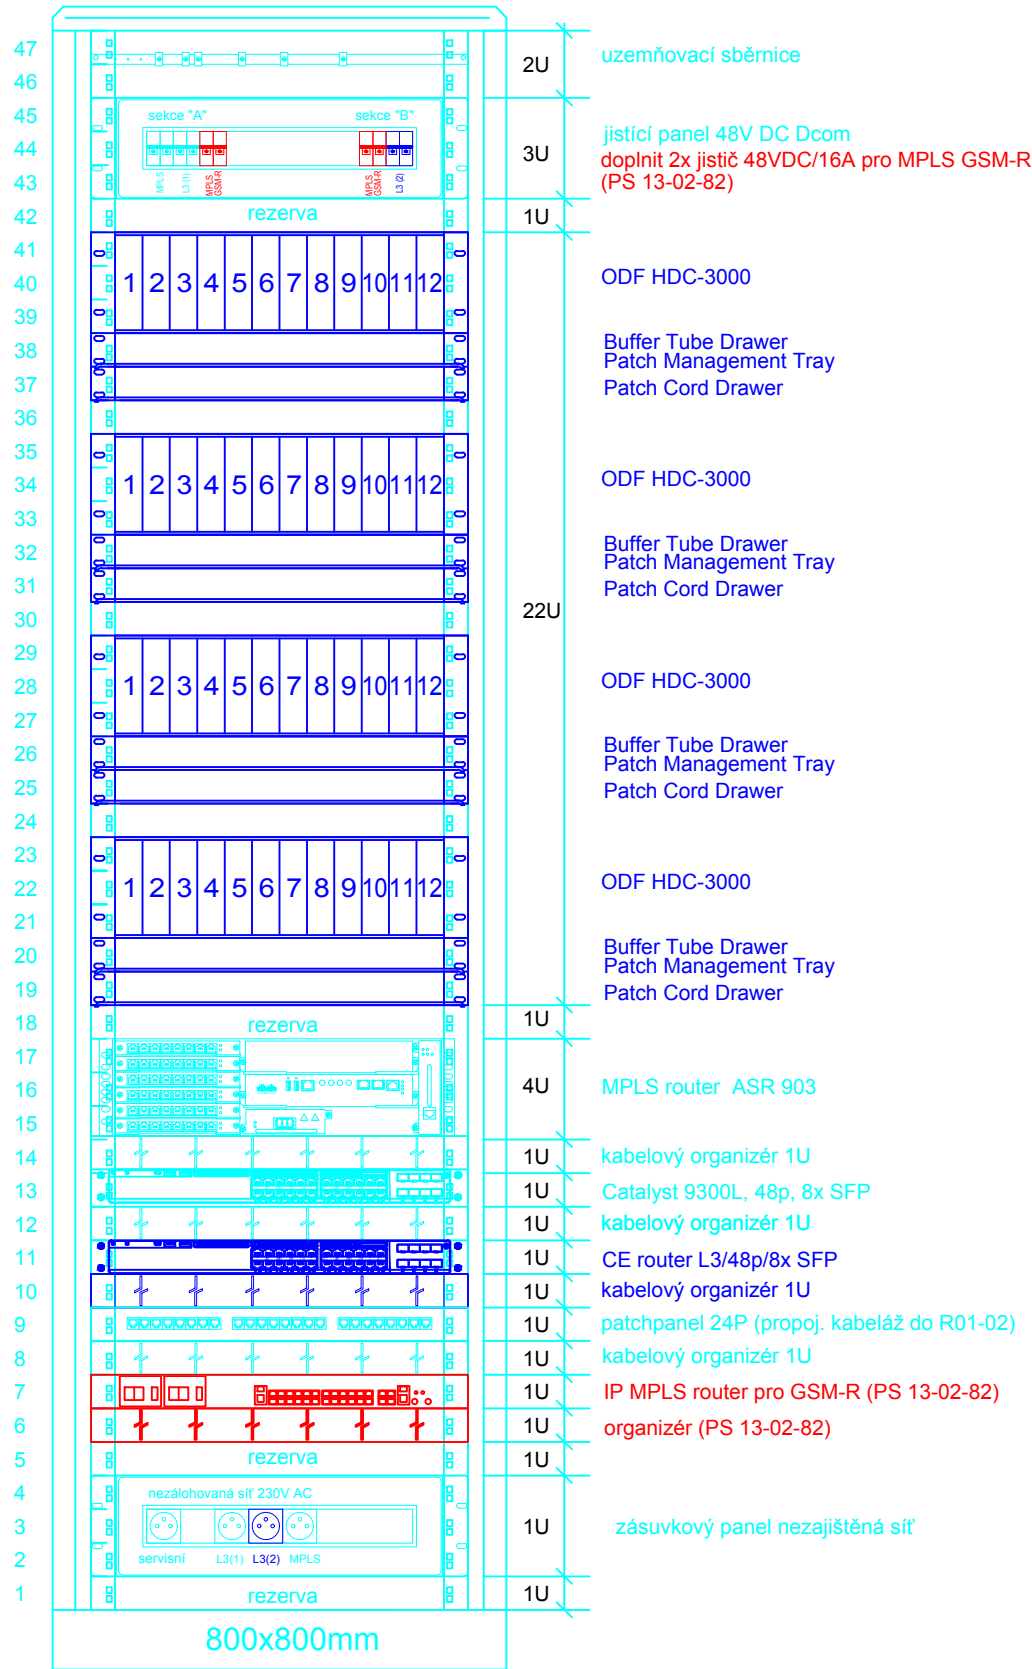 47
2U
uzemňovací sběrnice
46
45
sekce "A"
sekce "B"
44
MPLS
L3 (1)
MPLS
GSM-R
MPLS
GSM-R
L3 (2)
3U
jistící panel 48V DC Dcom
doplnit 2x jistič 48VDC/16A pro MPLS GSM-R
(PS 13-02-82)
43
42
rezerva
1U
41
40
1 2 3 4 5 6 7 8 9 10 11 12
ODF HDC-3000
39
38
Buffer Tube Drawer
Patch Management Tray
37
Patch Cord Drawer
36
35
34
1 2 3 4 5 6 7 8 9 10 11 12
ODF HDC-3000
33
32
Buffer Tube Drawer
Patch Management Tray
31
Patch Cord Drawer
30
22U
29
28
1 2 3 4 5 6 7 8 9 10 11 12
ODF HDC-3000
27
26
Buffer Tube Drawer
Patch Management Tray
25
Patch Cord Drawer
24
23
22
1 2 3 4 5 6 7 8 9 10 11 12
ODF HDC-3000
21
20
Buffer Tube Drawer
Patch Management Tray
19
Patch Cord Drawer
18
rezerva
1U
17
16
4U
MPLS router ASR 903
15
14
1U
kabelový organizér 1U
13
1U
Catalyst 9300L, 48p, 8x SFP
12
1U
kabelový organizér 1U
11
1U
CE router L3/48p/8x SFP
10
1U
kabelový organizér 1U
9
1U
patchpanel 24P (propoj. kabeláž do R01-02)
8
1U
kabelový organizér 1U
7
1U
IP MPLS router pro GSM-R (PS 13-02-82)
6
1U
organizér (PS 13-02-82)
5
rezerva
1U
4
nezálohovaná síť 230V AC
3
1U
zásuvkový panel nezajištěná síť
2
servisní
L3(1)
L3(2)
MPLS
1
rezerva
1U
800x800mm